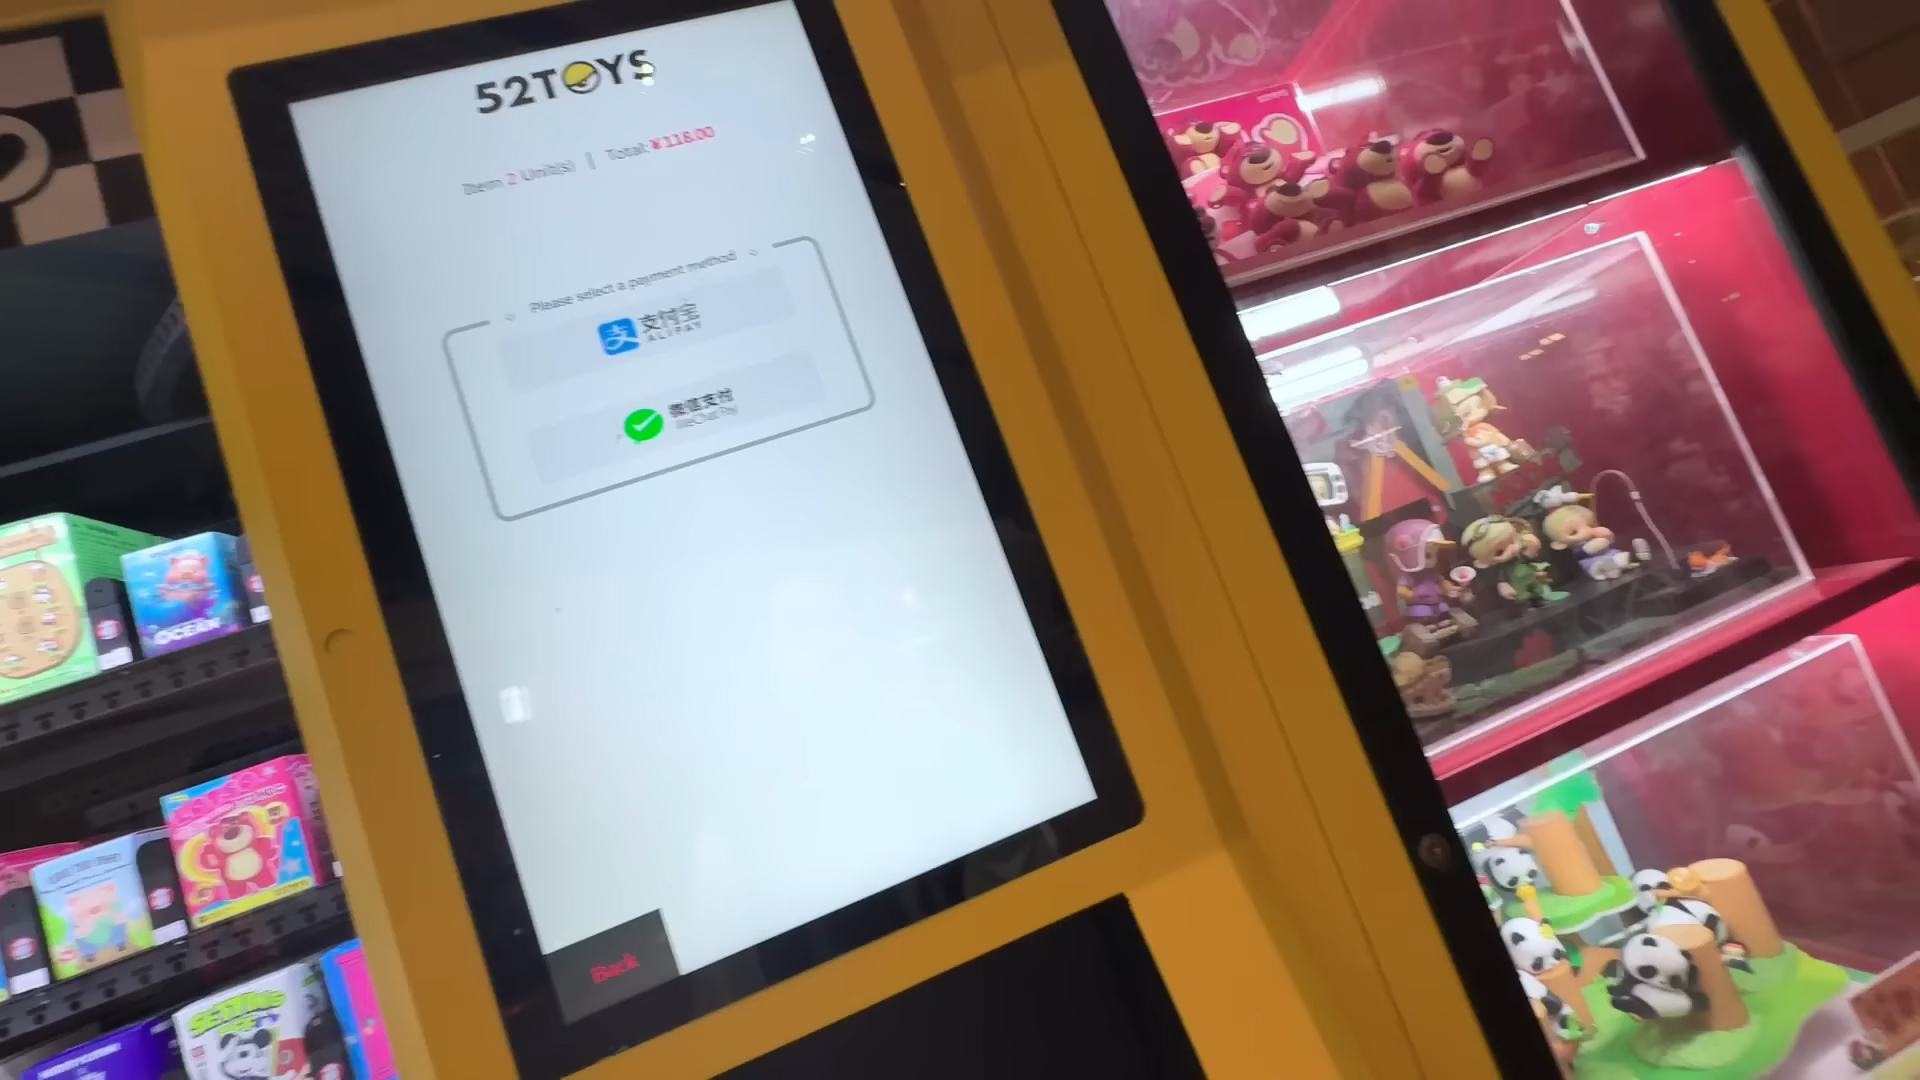 52TOYS
Item 2 Unit(s) | Total: ¥118.00
Please select a payment method
支付宝
ALIPAY
微信支付
WeChat Pay
Back
OCEAN